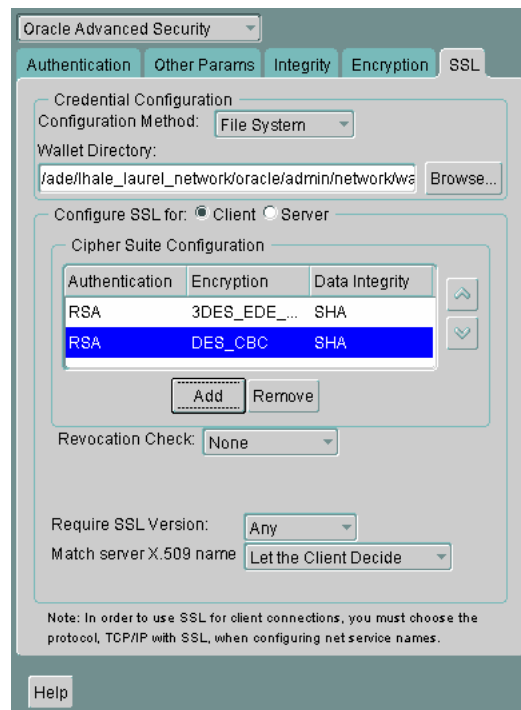 Oracle Advanced Security
Authentication Other Params Integrity Encryption SSL
Credential Configuration
Configuration Method: File System
Wallet Directory:
/ade/lhale_laurel_network/oracle/admin/network/wa Browse...
Configure SSL for: Client Server
Cipher Suite Configuration
Authentication Encryption Data Integrity
RSA 3DES_EDE_... SHA
RSA DES_CBC SHA
Add Remove
Revocation Check: None
Require SSL Version: Any
Match server X.509 name Let the Client Decide
Note: In order to use SSL for client connections, you must choose the
protocol, TCP/IP with SSL, when configuring net service names.
Help